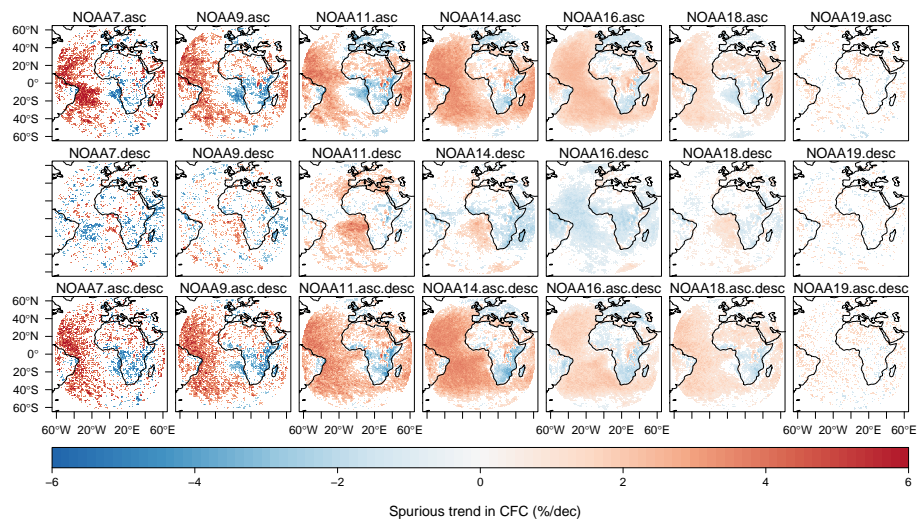 NOAA7.asc NOAA9.asc NOAA11.asc NOAA14.asc NOAA16.asc NOAA18.asc NOAA19.asc
60°N
40°N
20°N
0°
20°S
40°S
60°S
NOAA7.desc NOAA9.desc NOAA11.desc NOAA14.desc NOAA16.desc NOAA18.desc NOAA19.desc
NOAA7.asc.desc NOAA9.asc.desc NOAA11.asc.desc NOAA14.asc.desc NOAA16.asc.desc NOAA18.asc.desc NOAA19.asc.desc
60°N
40°N
20°N
0°
20°S
40°S
60°S
60°W 20°W 20°E 60°E 60°W 20°W 20°E 60°E 60°W 20°W 20°E 60°E 60°W 20°W 20°E 60°E
−6 −4 −2 0 2 4 6
Spurious trend in CFC (%/dec)